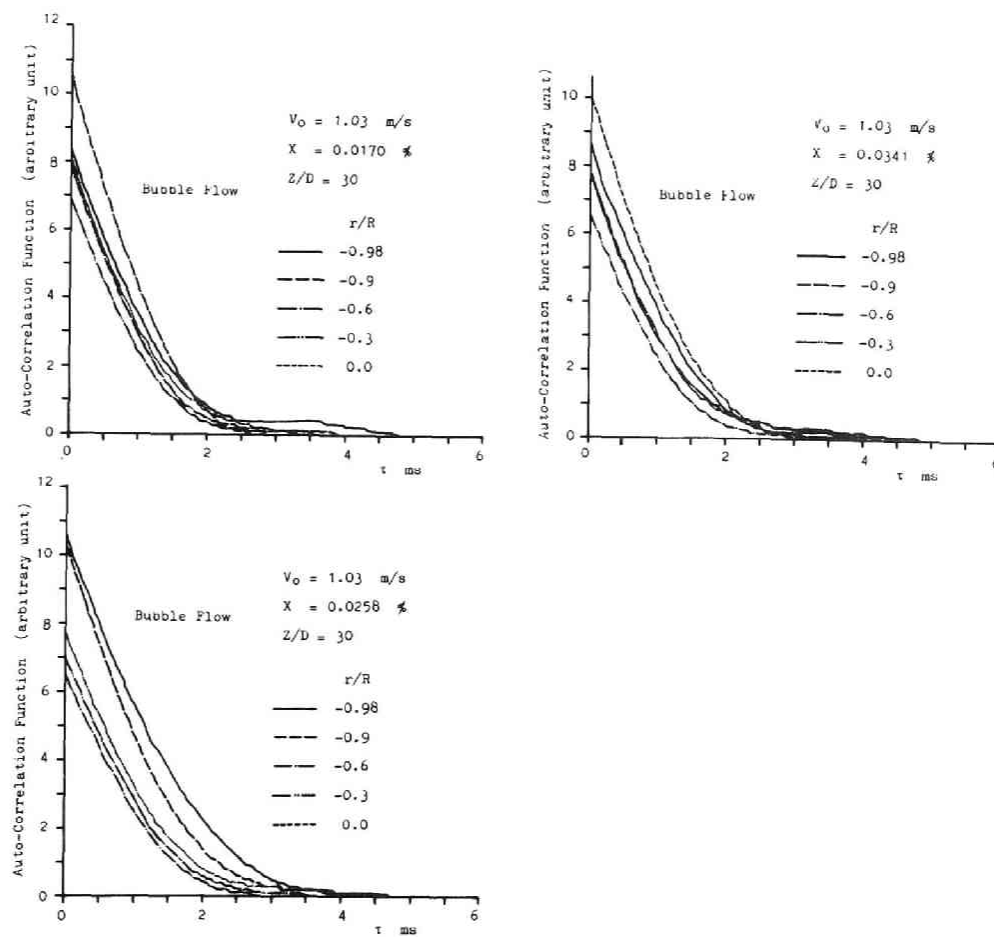 12
10
8
6
4
2
0
Auto-Correlation Function (arbitrary unit)
Bubble Flow
V₀ = 1.03 m/s
X = 0.0170 %
Z/D = 30
r/R
-0.98
-0.9
-0.6
-0.3
0.0
0 2 4 6
τ ms
10
8
6
4
2
0
Auto-Correlation Function (arbitrary unit)
Bubble Flow
V₀ = 1.03 m/s
X = 0.0341 %
Z/D = 30
r/R
-0.98
-0.9
-0.6
-0.3
0.0
0 2 4 6
τ ms
12
10
8
6
4
2
0
Auto-Correlation Function (arbitrary unit)
Bubble Flow
V₀ = 1.03 m/s
X = 0.0258 %
Z/D = 30
r/R
-0.98
-0.9
-0.6
-0.3
0.0
0 2 4 6
τ ms